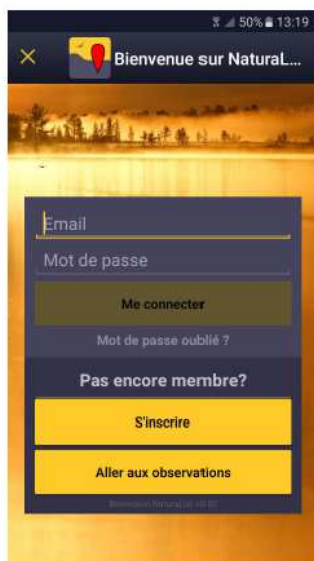 50% 13:19
Bienvenue sur NaturaL...
Email
Mot de passe
Me connecter
Mot de passe oublié ?
Pas encore membre?
S'inscrire
Aller aux observations